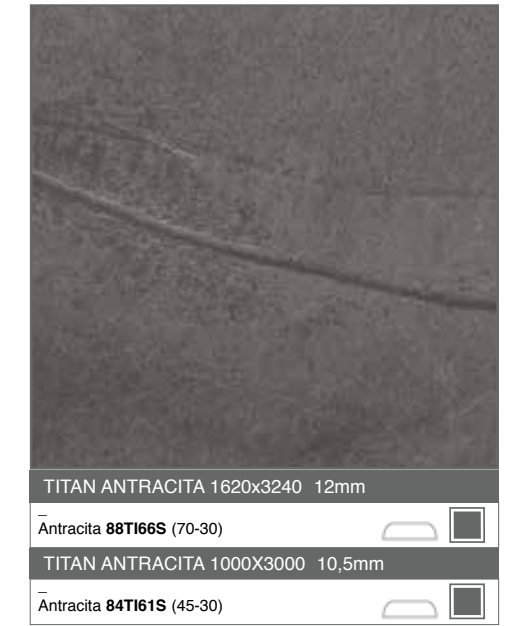 TITAN ANTRACITA 1620x3240 12mm
_
Antracita 88TI66S (70-30)
TITAN ANTRACITA 1000X3000 10,5mm
_
Antracita 84TI61S (45-30)